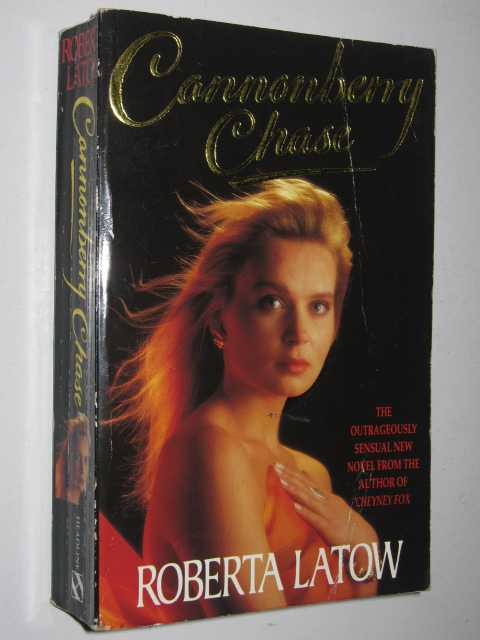 Cannonberry
Chase
THE
OUTRAGEOUSLY
SENSUAL NEW
NOVEL FROM THE
AUTHOR OF
CHEYNEY FOX
ROBERTA LATOW
ROBERTA
LATOW
Cannonberry Chase
HEADLINE